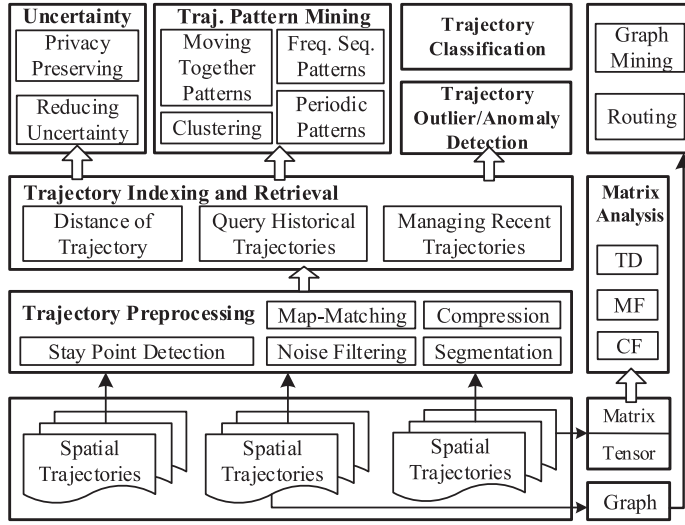 Uncertainty
Privacy
Preserving
Reducing
Uncertainty
Traj. Pattern Mining
Moving
Together
Patterns
Clustering
Freq. Seq.
Patterns
Periodic
Patterns
Trajectory
Classification
Trajectory
Outlier/Anomaly
Detection
Graph
Mining
Routing
Trajectory Indexing and Retrieval
Distance of
Trajectory
Query Historical
Trajectories
Managing Recent
Trajectories
Matrix
Analysis
TD
MF
CF
Trajectory Preprocessing
Map-Matching
Compression
Stay Point Detection
Noise Filtering
Segmentation
Spatial
Trajectories
Spatial
Trajectories
Spatial
Trajectories
Matrix
Tensor
Graph